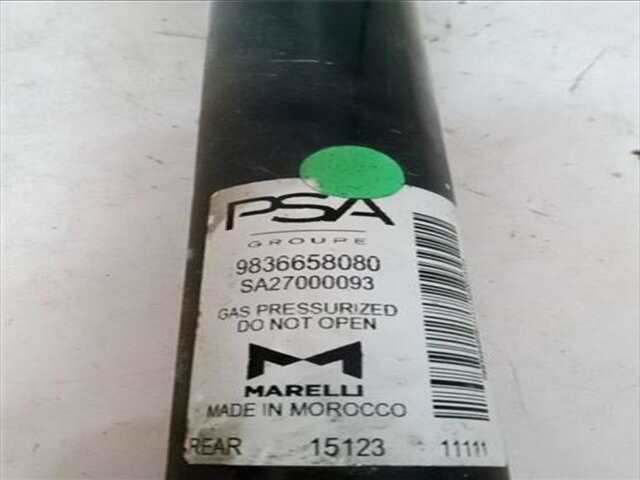 PSA
GROUPE
9836658080
SA27000093
GAS PRESSURIZED
DO NOT OPEN
MARELLI
MADE IN MOROCCO
REAR 15123 11111